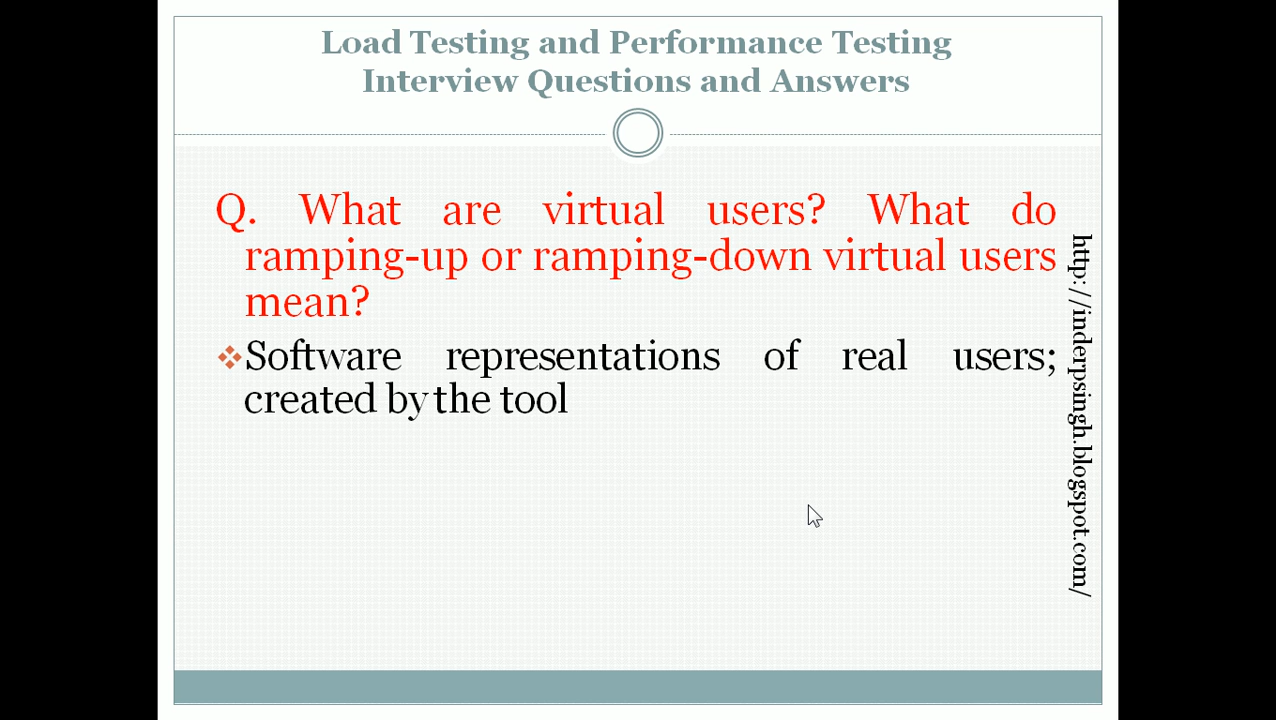 Load Testing and Performance Testing
Interview Questions and Answers
Q. What are virtual users? What do
ramping-up or ramping-down virtual users
mean?
Software representations of real users;
created by the tool
http://inderpsingh.blogspot.com/